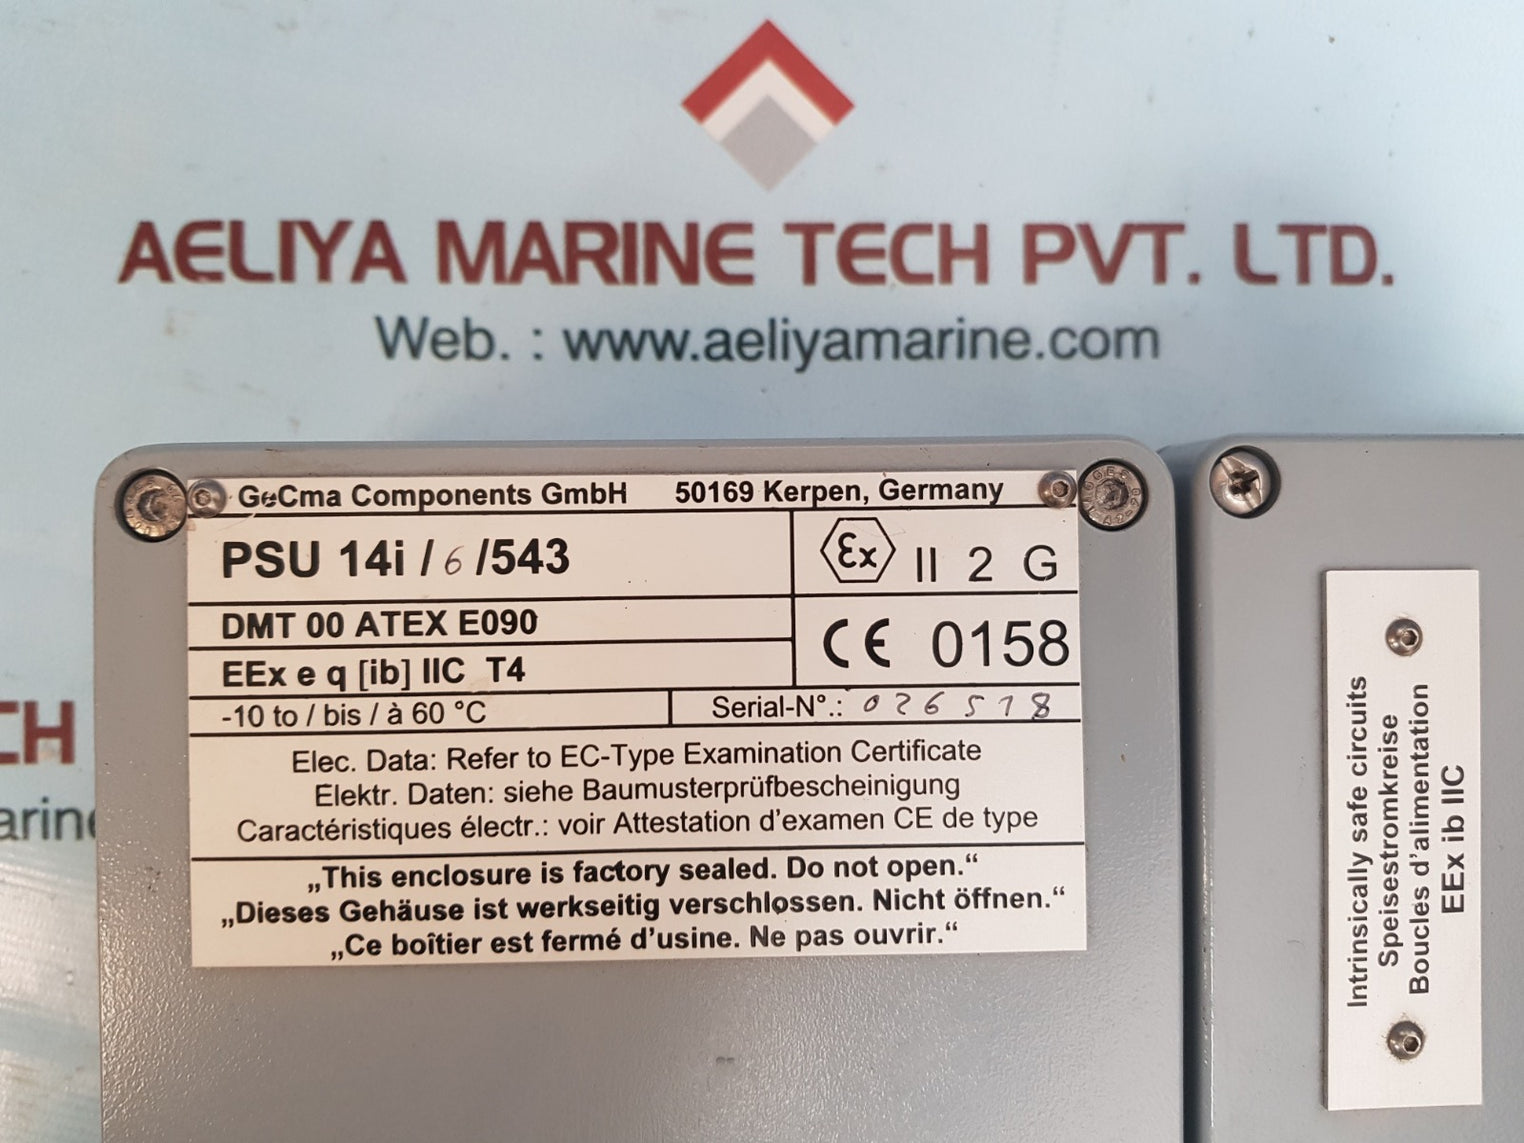 AELIYA MARINE TECH PVT. LTD.
Web. : www.aeliyamarine.com
CH
arine
GeCma Components GmbH 50169 Kerpen, Germany
PSU 14i / 6 /543
Ex II 2 G
DMT 00 ATEX E090
CE 0158
EEx e q [ib] IIC T4
-10 to / bis / à 60 °C
Serial-N°.: 026518
Elec. Data: Refer to EC-Type Examination Certificate
Elektr. Daten: siehe Baumusterprüfbescheinigung
Caractéristiques électr.: voir Attestation d'examen CE de type
„This enclosure is factory sealed. Do not open.“
„Dieses Gehäuse ist werkseitig verschlossen. Nicht öffnen.“
„Ce boîtier est fermé d'usine. Ne pas ouvrir.“
Intrinsically safe circuits
Speisestromkreise
Boucles d'alimentation
EEx ib IIC